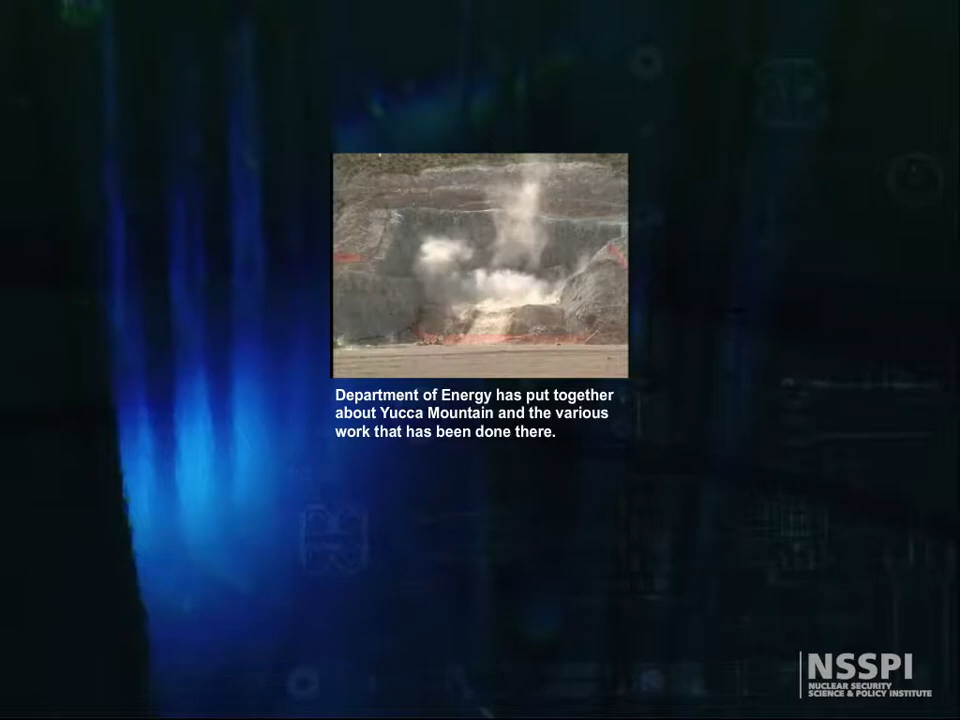 Department of Energy has put together
about Yucca Mountain and the various
work that has been done there.
NSSPI
NUCLEAR SECURITY
SCIENCE & POLICY INSTITUTE